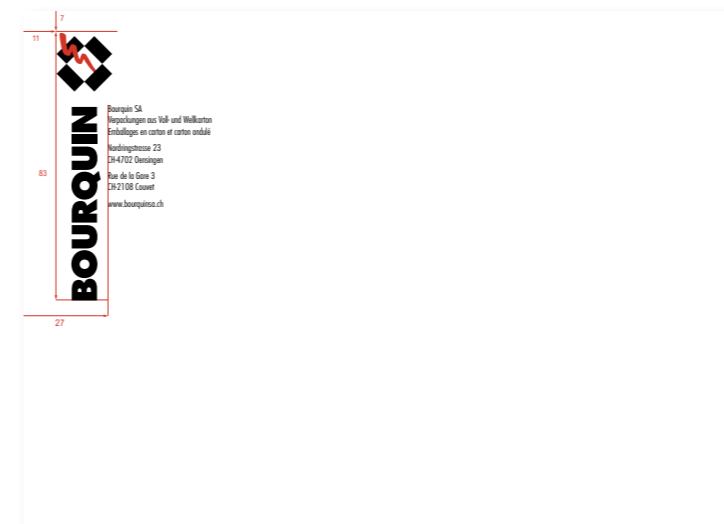 7
11
BOURQUIN
Bourquin SA
Verpackungen aus Voll- und Wellkarton
Emballages en carton et carton ondulé
Nordringstrasse 23
CH-4702 Oensingen
Rue de la Gare 3
CH-2108 Couvet
www.bourquinsa.ch
83
27